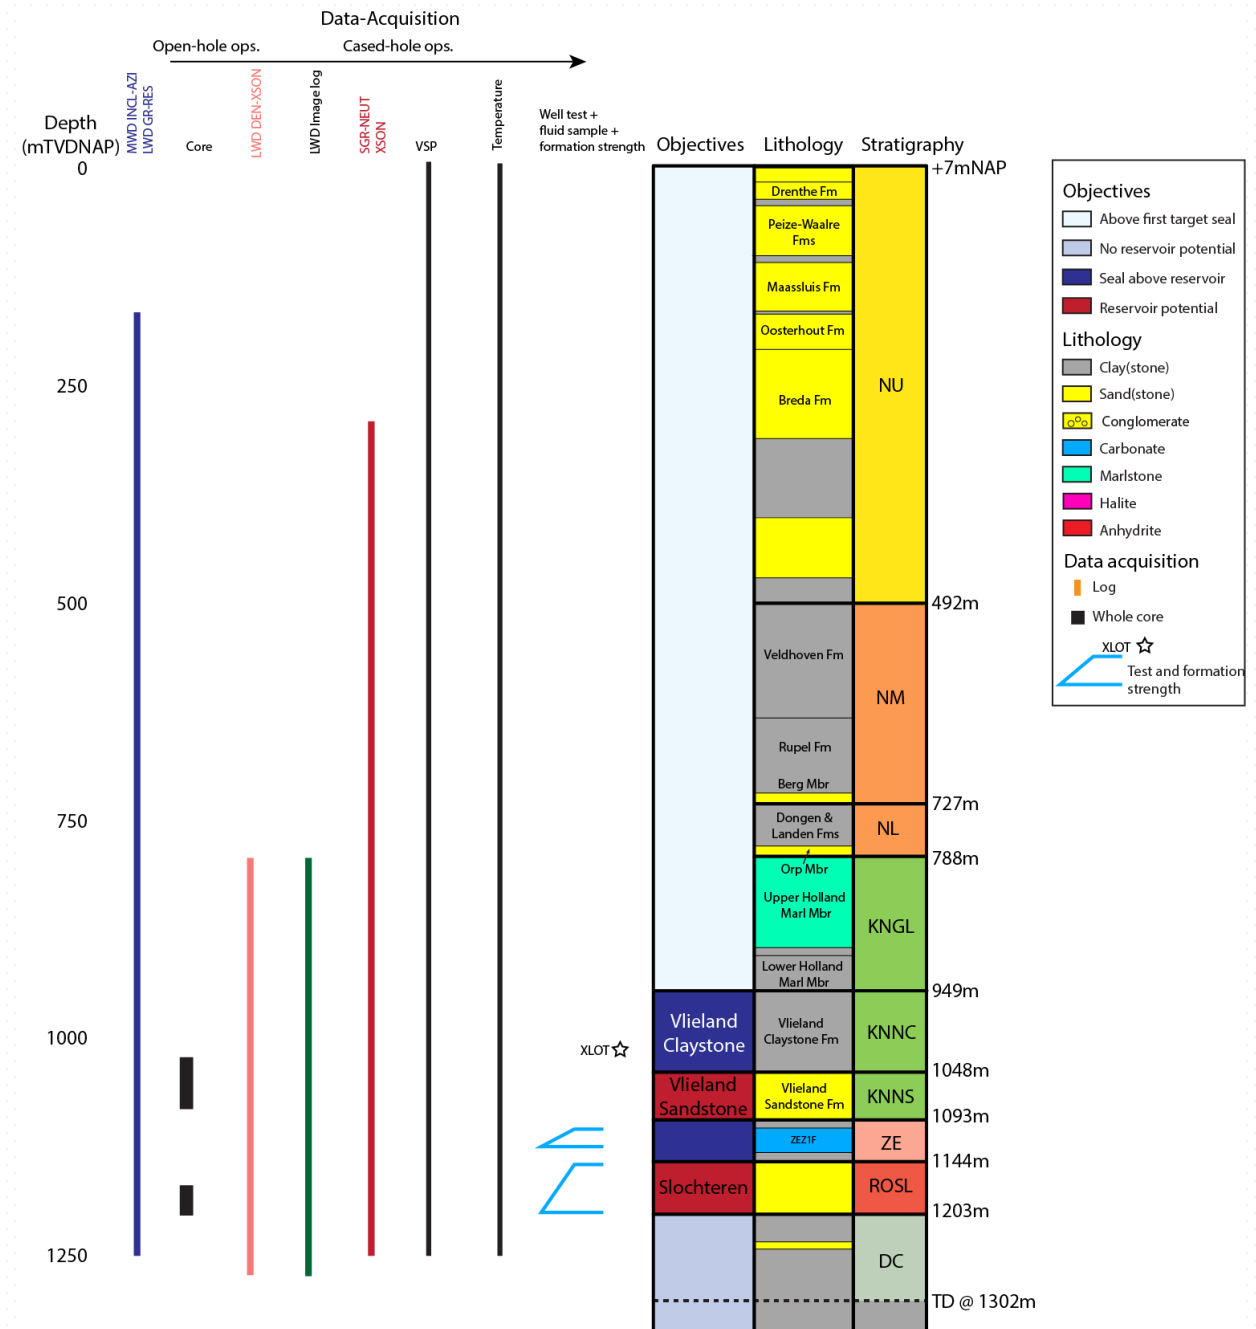 Data-Acquisition
Open-hole ops.
Cased-hole ops.
Depth
(mTVDNAP)
MWD INCL-AZI
LWD GR-RES
Core
LWD DEN-XSON
LWD Image log
SGR-NEUT
XSON
VSP
Temperature
Well test +
fluid sample +
formation strength
Objectives
Lithology
Stratigraphy
0
250
500
750
1000
1250
XLOT
Vlieland
Claystone
Vlieland
Sandstone
Slochteren
Drenthe Fm
Peize-Waalre
Fms
Maassluis Fm
Oosterhout Fm
Breda Fm
Veldhoven Fm
Rupel Fm
Berg Mbr
Dongen &
Landen Fms
Orp Mbr
Upper Holland
Marl Mbr
Lower Holland
Marl Mbr
Vlieland
Claystone Fm
Vlieland
Sandstone Fm
ZEZ1F
NU
NM
NL
KNGL
KNNC
KNNS
ZE
ROSL
DC
+7mNAP
492m
727m
788m
949m
1048m
1093m
1144m
1203m
TD @ 1302m
Objectives
Above first target seal
No reservoir potential
Seal above reservoir
Reservoir potential
Lithology
Clay(stone)
Sand(stone)
Conglomerate
Carbonate
Marlstone
Halite
Anhydrite
Data acquisition
Log
Whole core
XLOT
Test and formation
strength